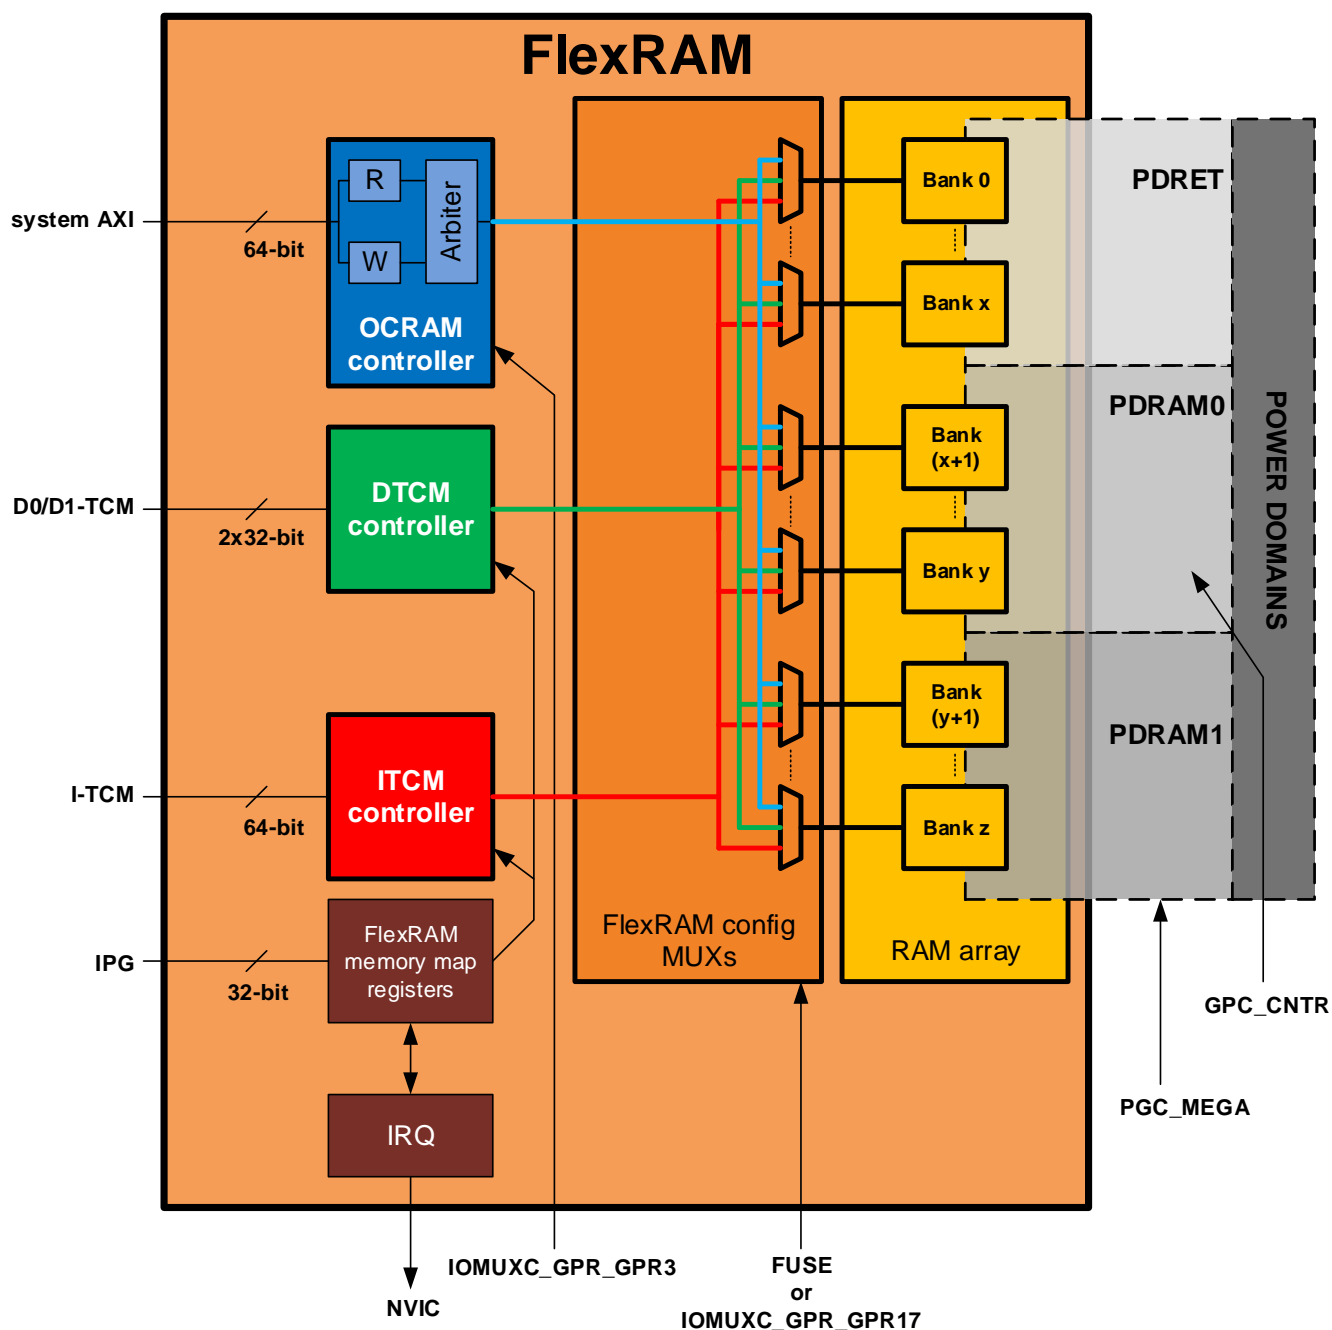 FlexRAM
system AXI
64-bit
R
W
Arbiter
OCRAM
controller
D0/D1-TCM
2x32-bit
DTCM
controller
I-TCM
64-bit
ITCM
controller
IPG
32-bit
FlexRAM
memory map
registers
IRQ
NVIC
IOMUXC_GPR_GPR3
FlexRAM config
MUXs
FUSE
or
IOMUXC_GPR_GPR17
Bank 0
Bank x
Bank
(x+1)
Bank y
Bank
(y+1)
Bank z
RAM array
PDRET
PDRAM0
PDRAM1
POWER DOMAINS
GPC_CNTR
PGC_MEGA